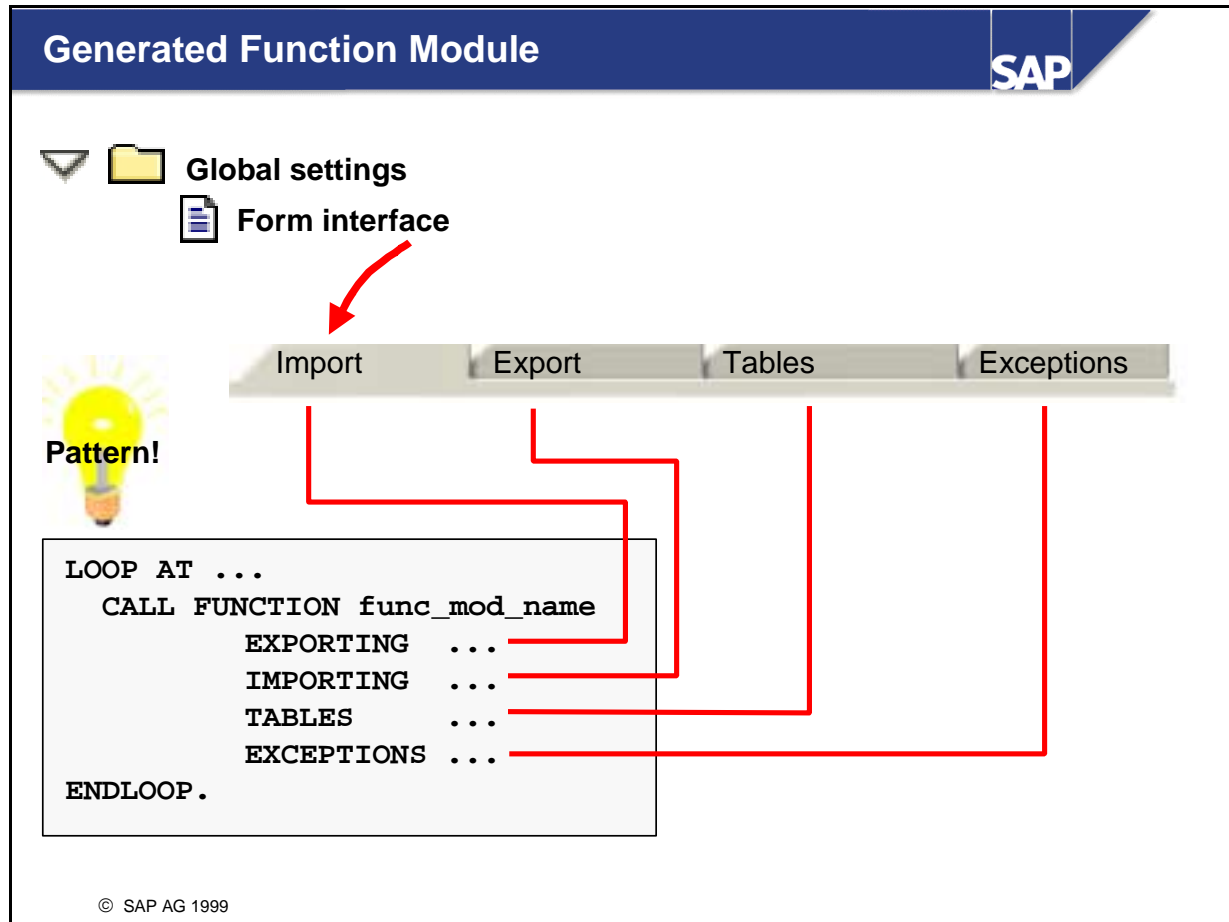 Generated Function Module
SAP
Global settings
Form interface
Import Export Tables Exceptions
Pattern!
LOOP AT ...
CALL FUNCTION func_mod_name
EXPORTING ...
IMPORTING ...
TABLES ...
EXCEPTIONS ...
ENDLOOP.
© SAP AG 1999